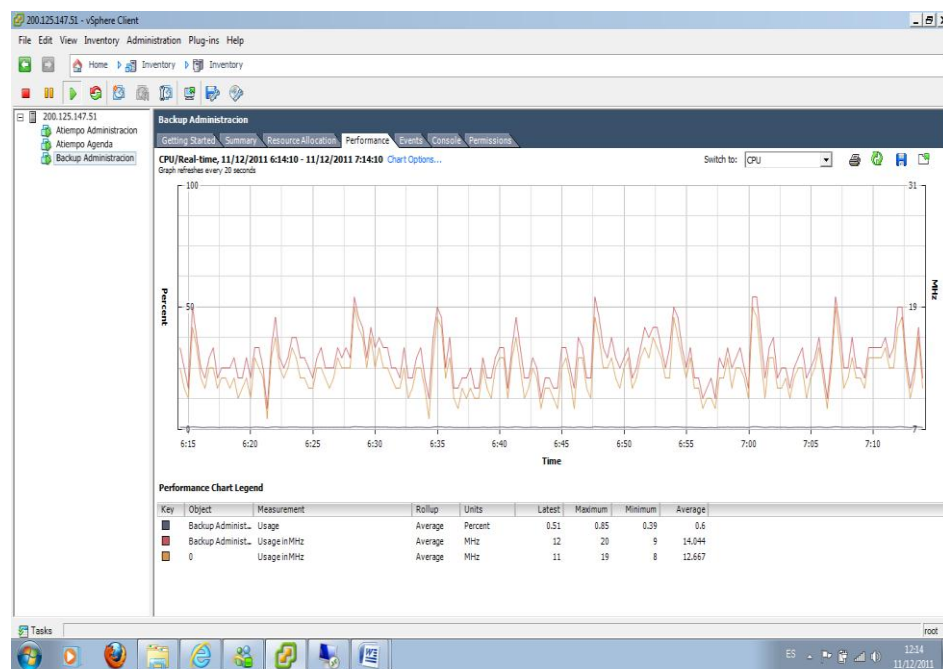 200.125.147.51 - vSphere Client
File Edit View Inventory Administration Plug-ins Help
Home Inventory Inventory
200.125.147.51
Atiempo Administracion
Atiempo Agenda
Backup Administracion
Backup Administracion
Getting Started Summary Resource Allocation Performance Events Console Permissions
CPU/Real-time, 11/12/2011 6:14:10 - 11/12/2011 7:14:10 Chart Options...
Switch to: CPU
Graph refreshes every 20 seconds
100 31
Percent
MHz
50 19
0 7
6:15 6:20 6:25 6:30 6:35 6:40 6:45 6:50 6:55 7:00 7:05 7:10
Time
Performance Chart Legend
Key Object Measurement Rollup Units Latest Maximum Minimum Average
Backup Administ... Usage Average Percent 0.51 0.85 0.39 0.6
Backup Administ... Usage in MHz Average MHz 12 20 9 14.044
0 Usage in MHz Average MHz 11 19 8 12.667
Tasks
root
ES
12:14
11/12/2011